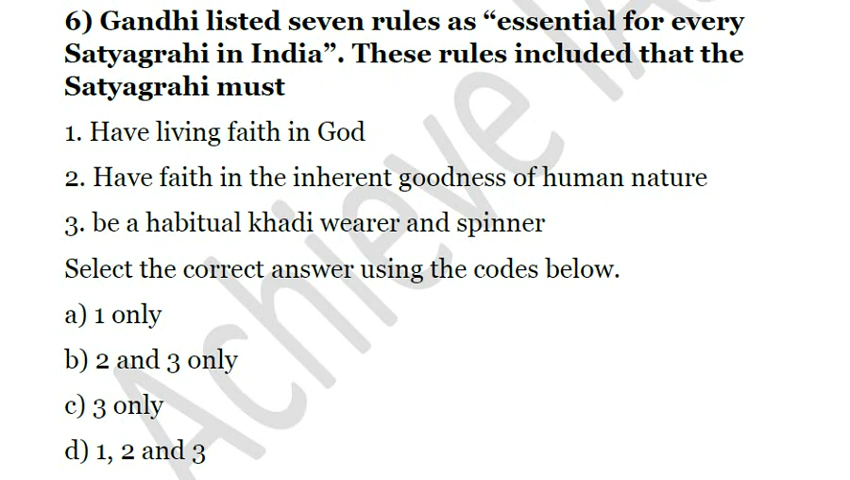 6) Gandhi listed seven rules as “essential for every
Satyagrahi in India”. These rules included that the
Satyagrahi must
1. Have living faith in God
2. Have faith in the inherent goodness of human nature
3. be a habitual khadi wearer and spinner
Select the correct answer using the codes below.
a) 1 only
b) 2 and 3 only
c) 3 only
d) 1, 2 and 3
Achieve IA